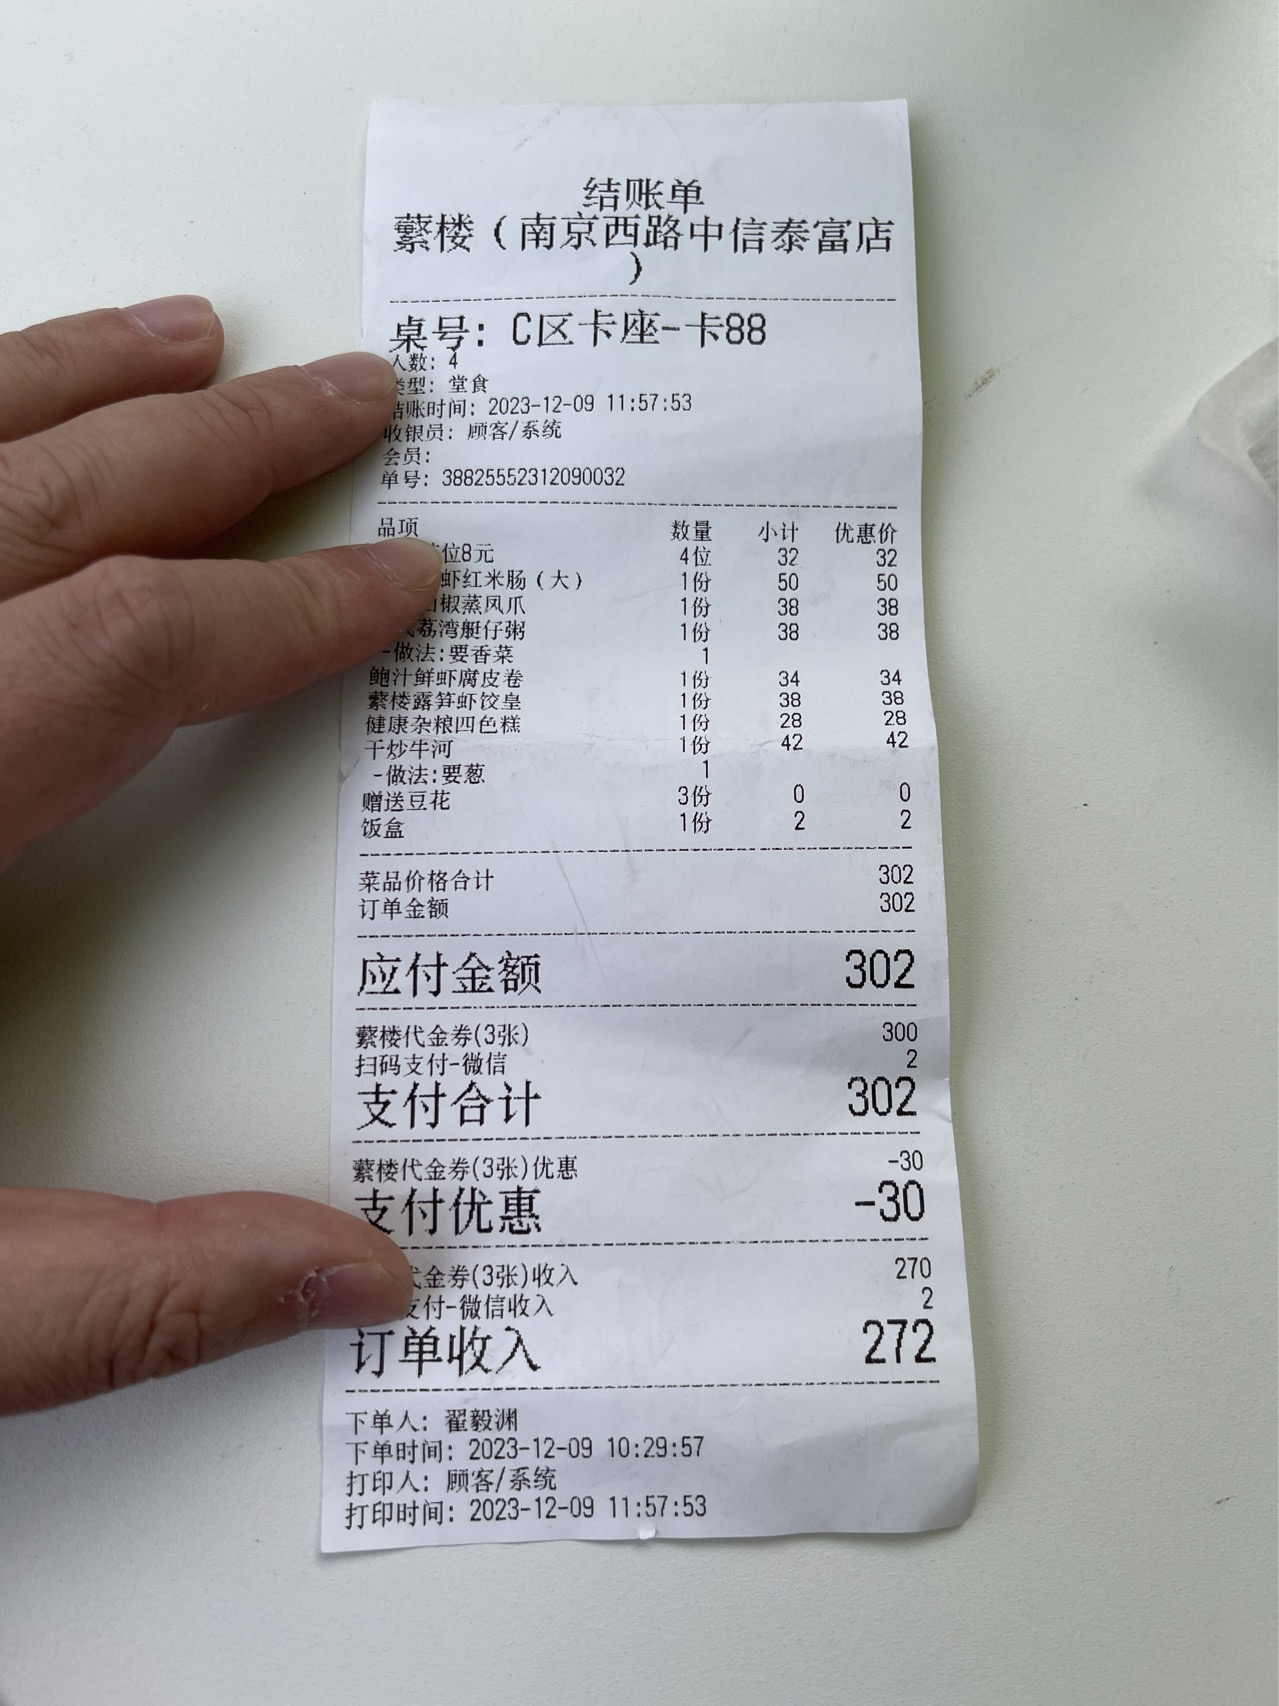 结账单
蘩楼（南京西路中信泰富店
）
桌号: C区卡座-卡88
人数: 4
类型: 堂食
结账时间: 2023-12-09 11:57:53
收银员: 顾客/系统
会员:
单号: 38825552312090032
品项 数量 小计 优惠价
位8元 4位 32 32
虾红米肠（大） 1份 50 50
椒蒸凤爪 1份 38 38
荔湾艇仔粥 1份 38 38
-做法:要香菜 1
鲍汁鲜虾腐皮卷 1份 34 34
蘩楼露笋虾饺皇 1份 38 38
健康杂粮四色糕 1份 28 28
干炒牛河 1份 42 42
-做法:要葱 1
赠送豆花 3份 0 0
饭盒 1份 2 2
菜品价格合计 302
订单金额 302
应付金额 302
蘩楼代金券(3张) 300
扫码支付-微信 2
支付合计 302
蘩楼代金券(3张)优惠 -30
支付优惠 -30
代金券(3张)收入 270
支付-微信收入 2
订单收入 272
下单人: 翟毅渊
下单时间: 2023-12-09 10:29:57
打印人: 顾客/系统
打印时间: 2023-12-09 11:57:53